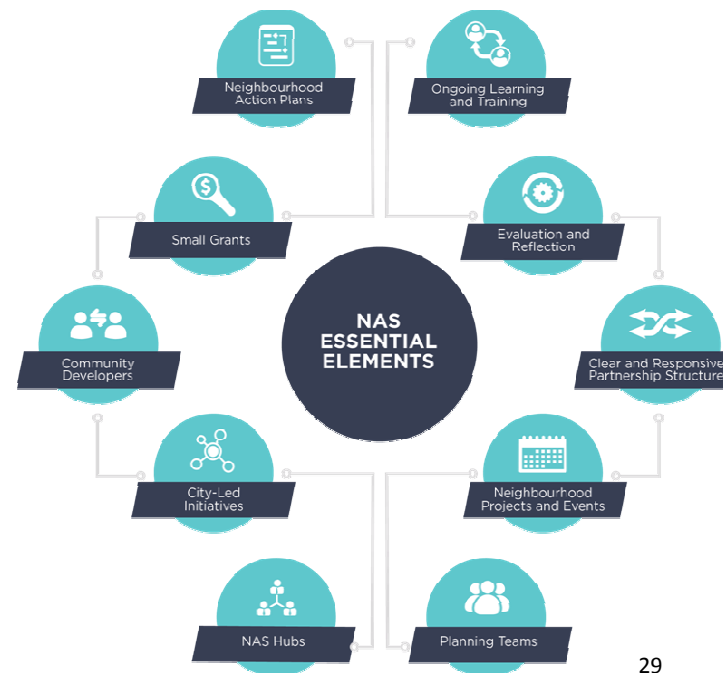 Neighbourhood
Action Plans
Ongoing Learning
and Training
$
Small Grants
Evaluation and
Reflection
NAS
ESSENTIAL
ELEMENTS
Community
Developers
Clear and Responsive
Partnership Structure
City-Led
Initiatives
Neighbourhood
Projects and Events
NAS Hubs
Planning Teams
29